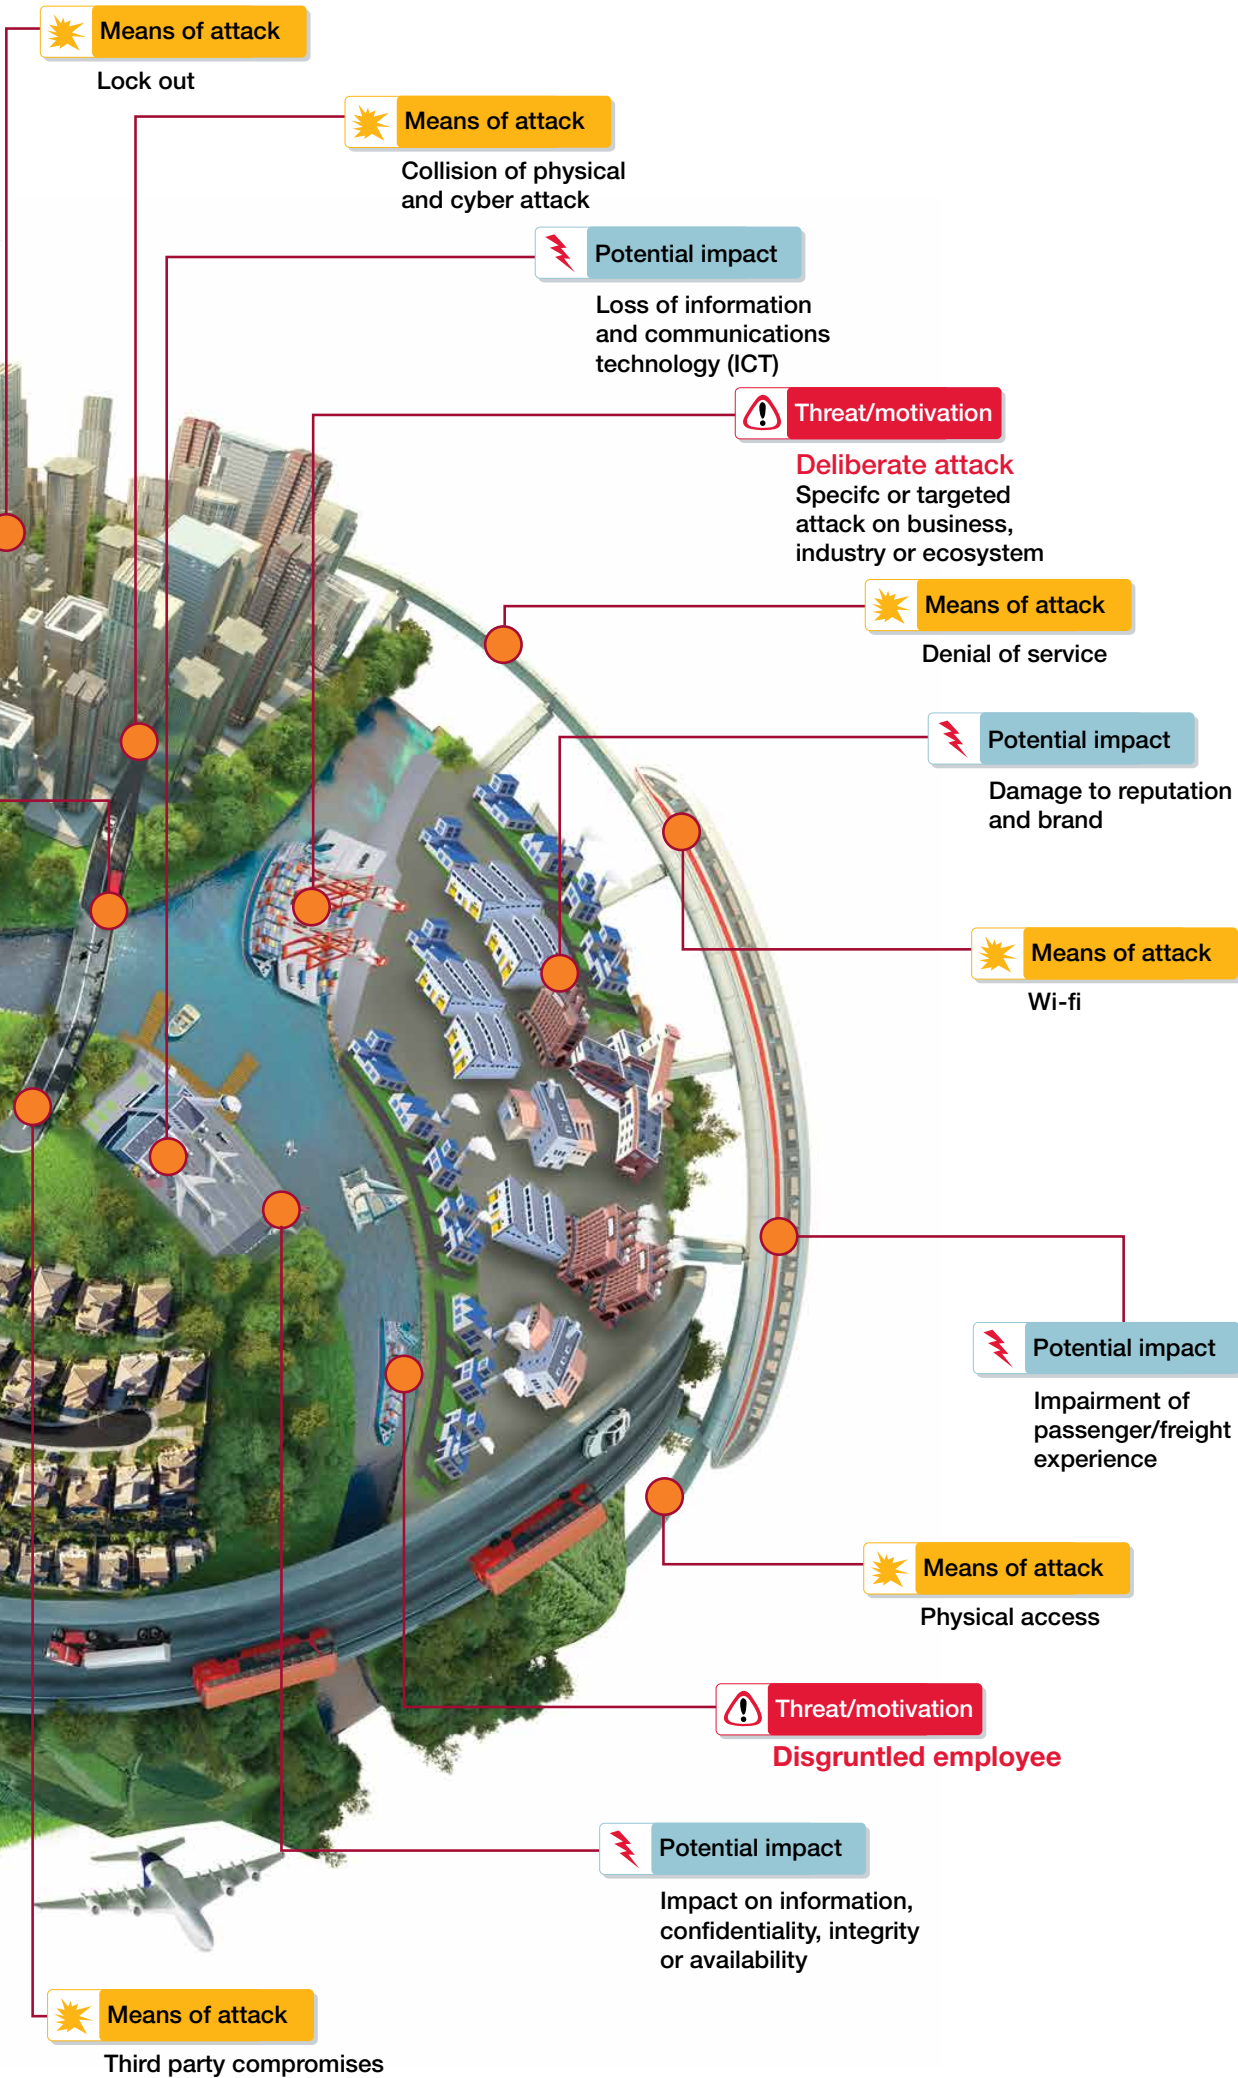 Means of attack
Lock out
Means of attack
Collision of physical
and cyber attack
Potential impact
Loss of information
and communications
technology (ICT)
Threat/motivation
Deliberate attack
Specifc or targeted
attack on business,
industry or ecosystem
Means of attack
Denial of service
Potential impact
Damage to reputation
and brand
Means of attack
Wi-fi
Potential impact
Impairment of
passenger/freight
experience
Means of attack
Physical access
Threat/motivation
Disgruntled employee
Potential impact
Impact on information,
confidentiality, integrity
or availability
Means of attack
Third party compromises